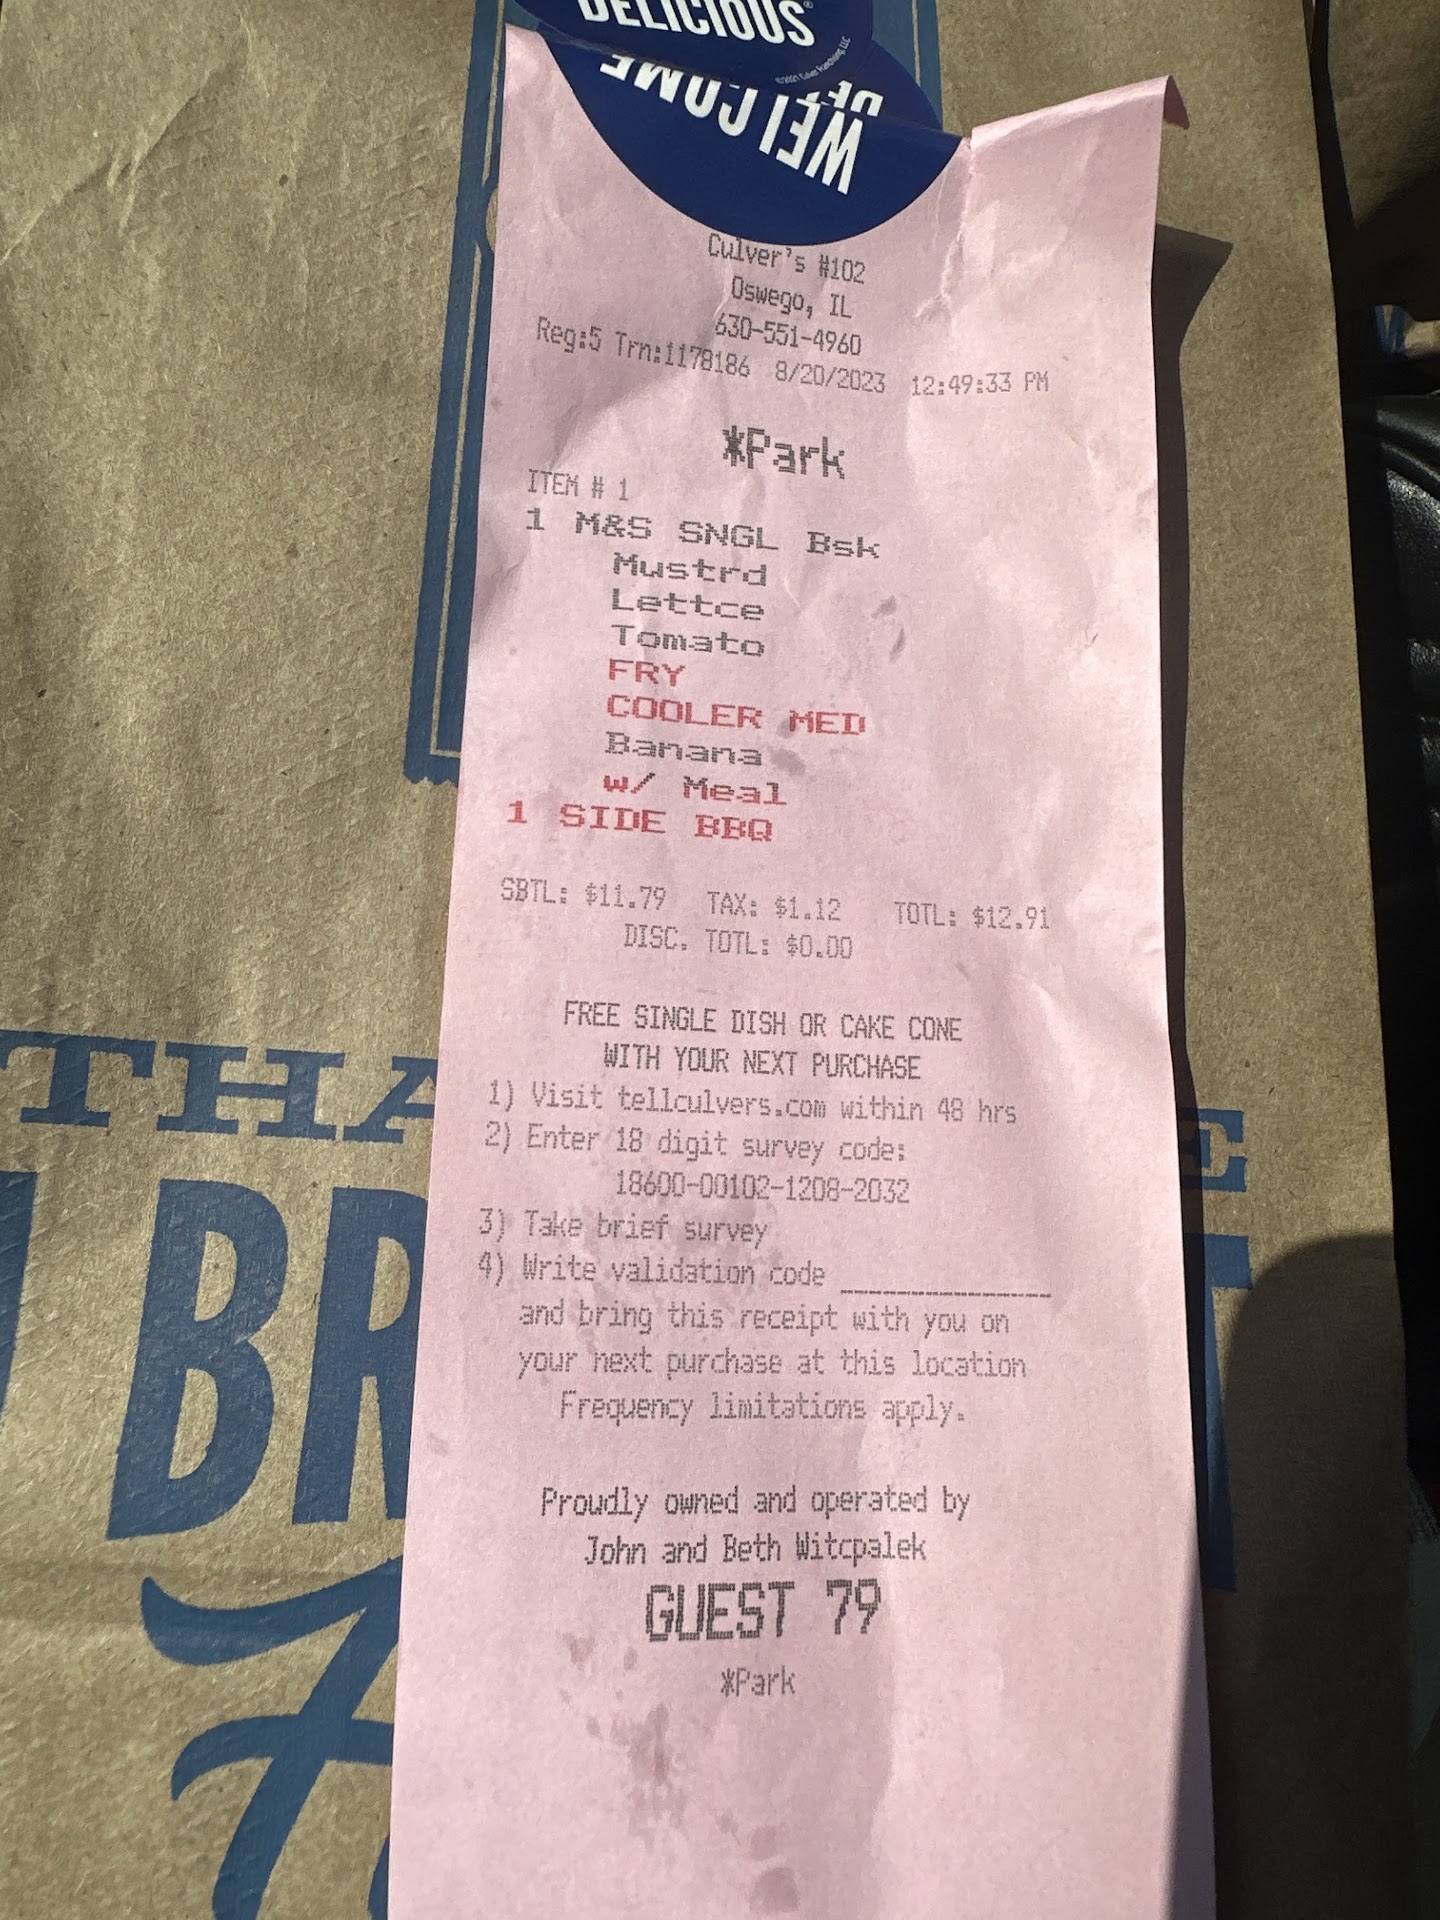 DELICIOUS
WELCOME
Culver's #102
Oswego, IL
630-551-4960
Reg:5 Trn:1178186 8/20/2023 12:49:33 PM
*Park
ITEM # 1
1 M&S SNGL Bsk
Mustrd
Lettce
Tomato
FRY
COOLER MED
Banana
w/ Meal
1 SIDE BBQ
SBTL: $11.79 TAX: $1.12 TOTL: $12.91
DISC. TOTL: $0.00
FREE SINGLE DISH OR CAKE CONE
WITH YOUR NEXT PURCHASE
1) Visit tellculvers.com within 48 hrs
2) Enter 18 digit survey code:
18600-00102-1208-2032
3) Take brief survey
4) Write validation code
and bring this receipt with you on
your next purchase at this location
Frequency limitations apply.
Proudly owned and operated by
John and Beth Witcpalek
GUEST 79
*Park